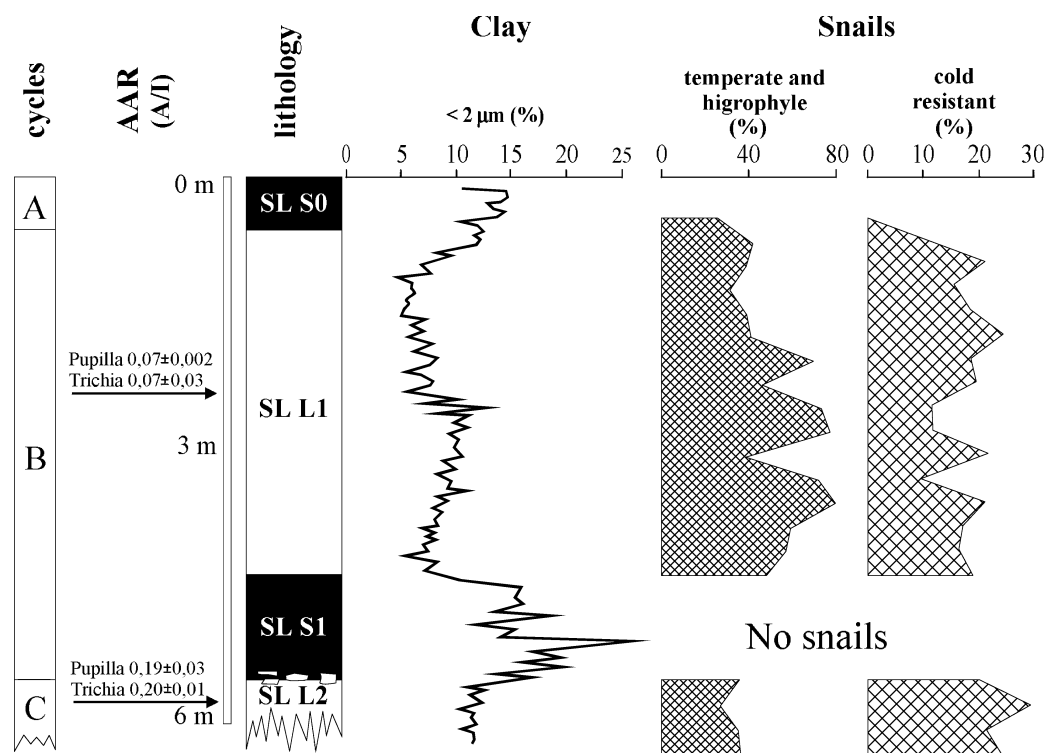 Clay
Snails
cycles
AAR
(A/I)
lithology
< 2 μm (%)
temperate and
higrophyle
(%)
cold
resistant
(%)
0 5 10 15 20 25
0 40 80
0 10 20 30
A
0 m
SL S0
Pupilla 0,07±0,002
Trichia 0,07±0,03
SL L1
3 m
B
SL S1
No snails
Pupilla 0,19±0,03
Trichia 0,20±0,01
SL L2
C
6 m